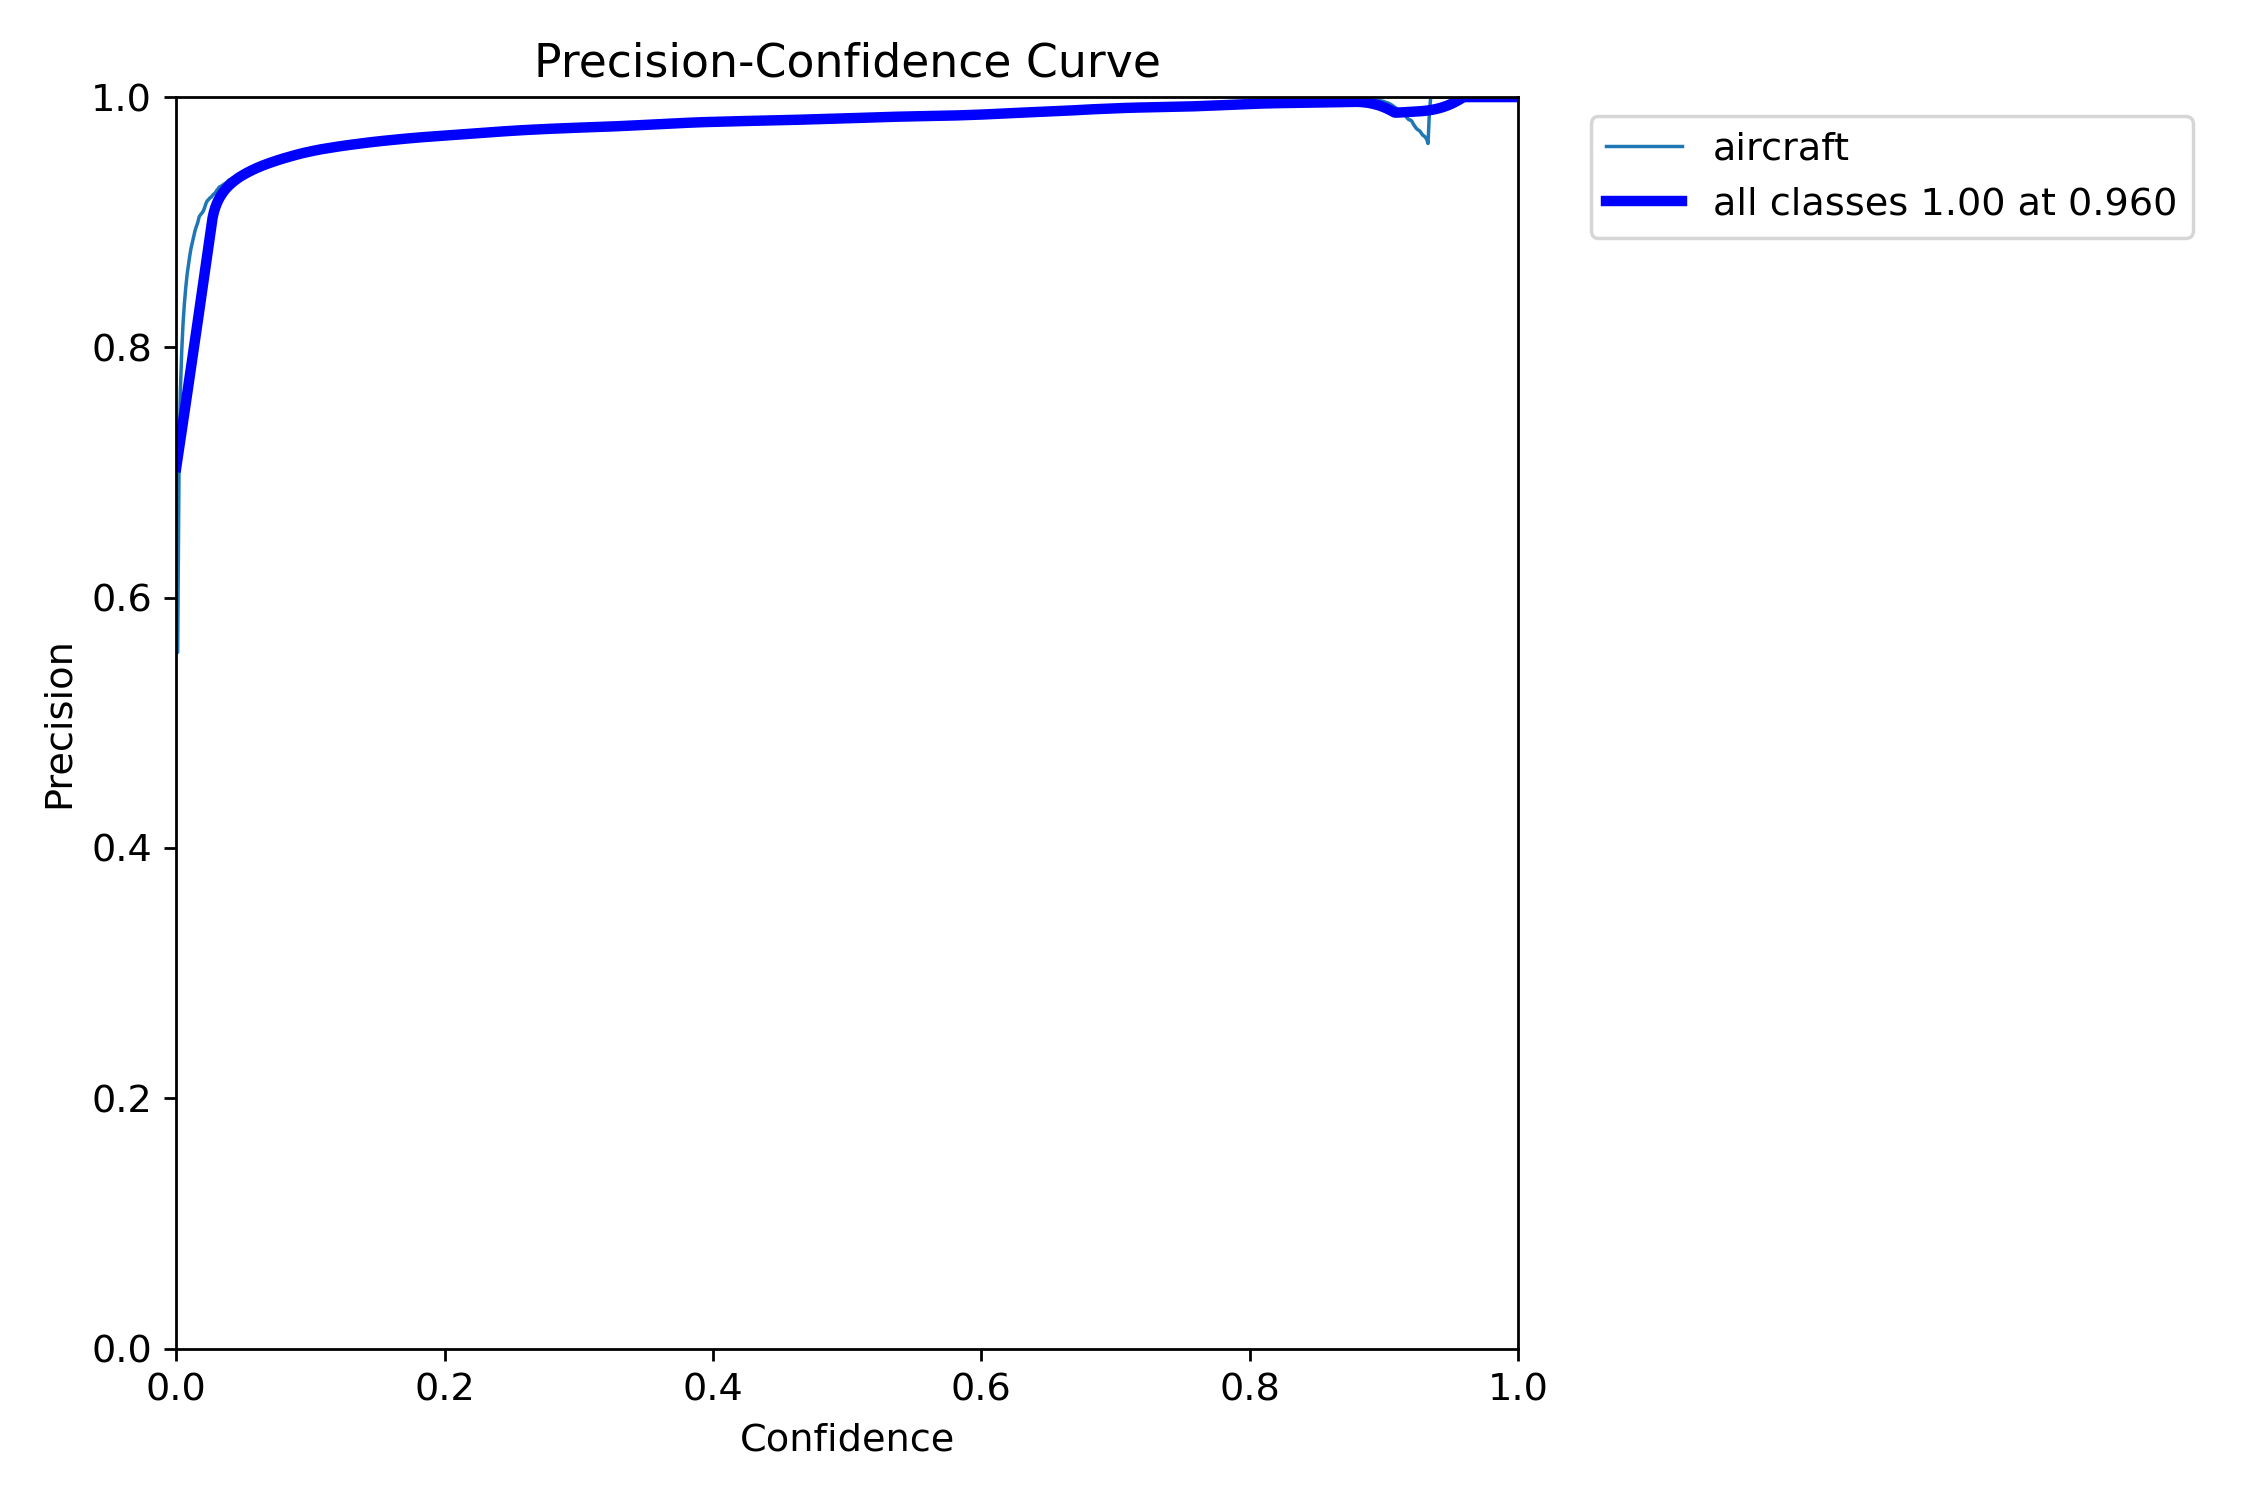 Precision-Confidence Curve
1.0
0.8
0.6
0.4
0.2
0.0
Precision
0.0 0.2 0.4 0.6 0.8 1.0
Confidence
aircraft
all classes 1.00 at 0.960